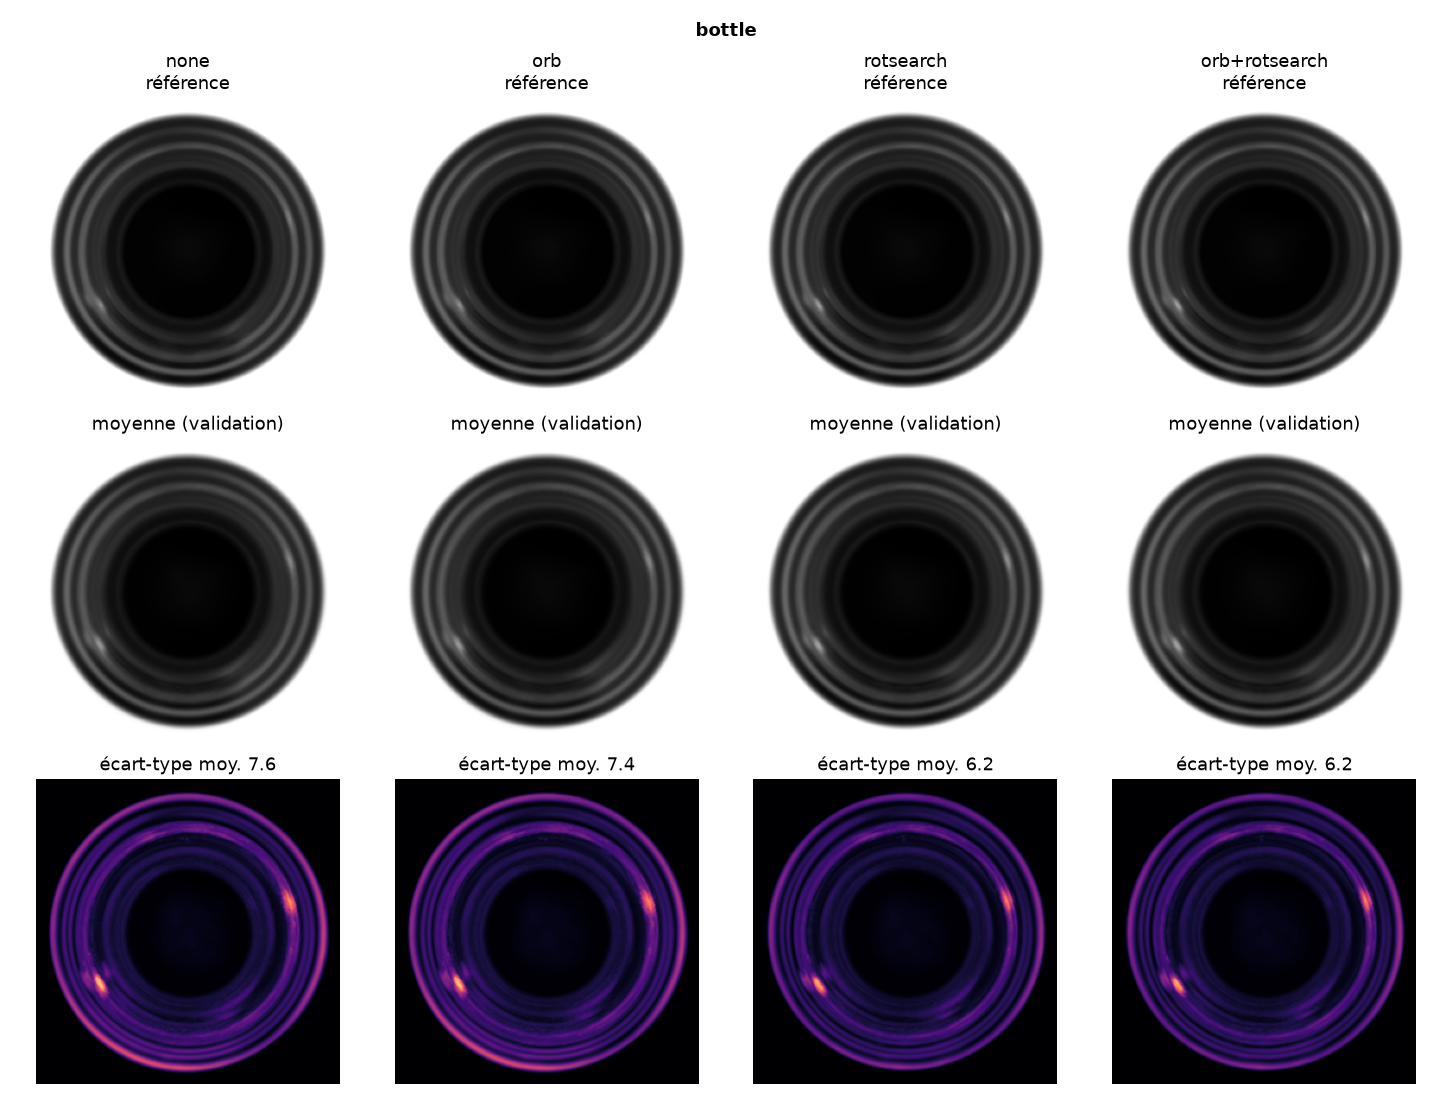 bottle
none
référence
orb
référence
rotsearch
référence
orb+rotsearch
référence
moyenne (validation)
moyenne (validation)
moyenne (validation)
moyenne (validation)
écart-type moy. 7.6
écart-type moy. 7.4
écart-type moy. 6.2
écart-type moy. 6.2